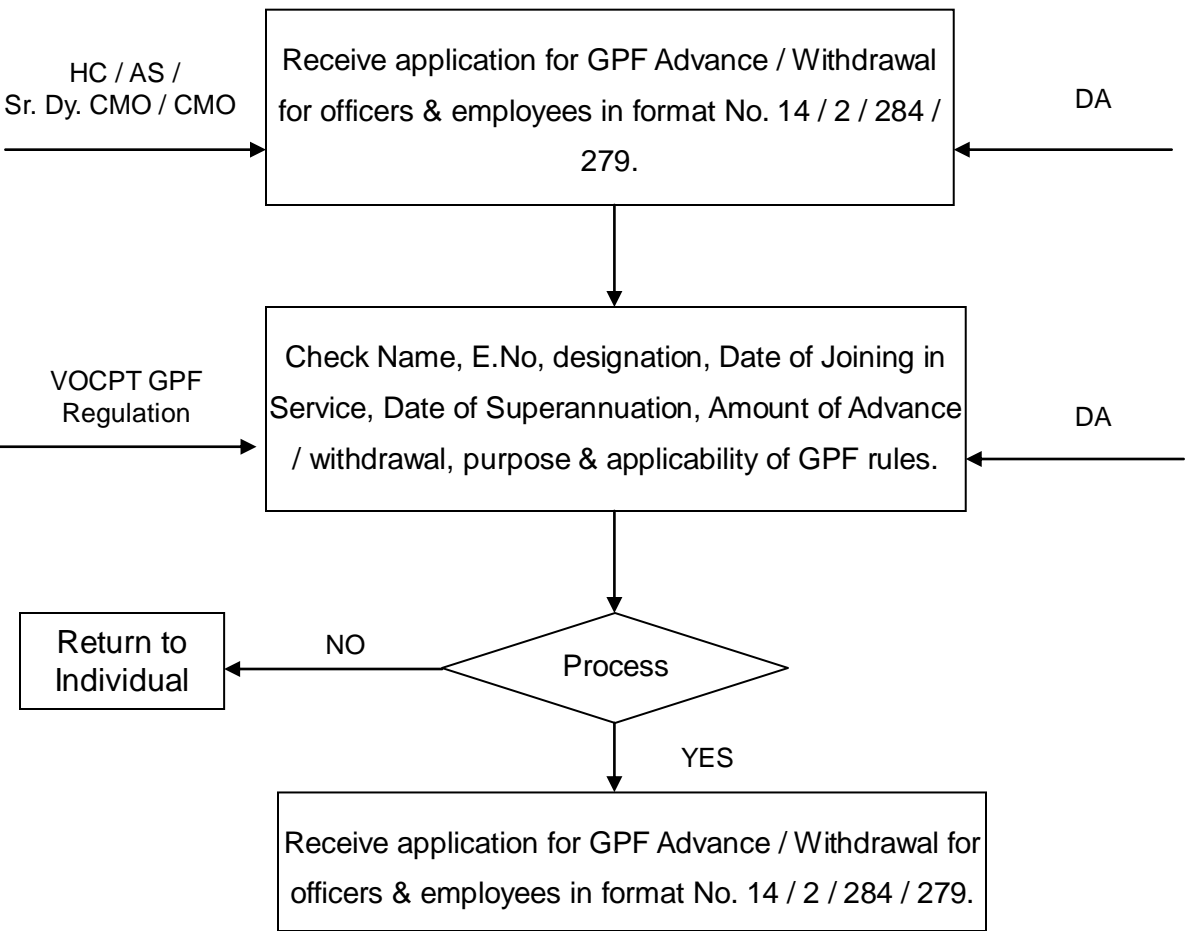 HC / AS /
Sr. Dy. CMO / CMO
Receive application for GPF Advance / Withdrawal
for officers & employees in format No. 14 / 2 / 284 /
279.
DA
VOCPT GPF
Regulation
Check Name, E.No, designation, Date of Joining in
Service, Date of Superannuation, Amount of Advance
/ withdrawal, purpose & applicability of GPF rules.
DA
Return to
Individual
NO
Process
YES
Receive application for GPF Advance / Withdrawal for
officers & employees in format No. 14 / 2 / 284 / 279.